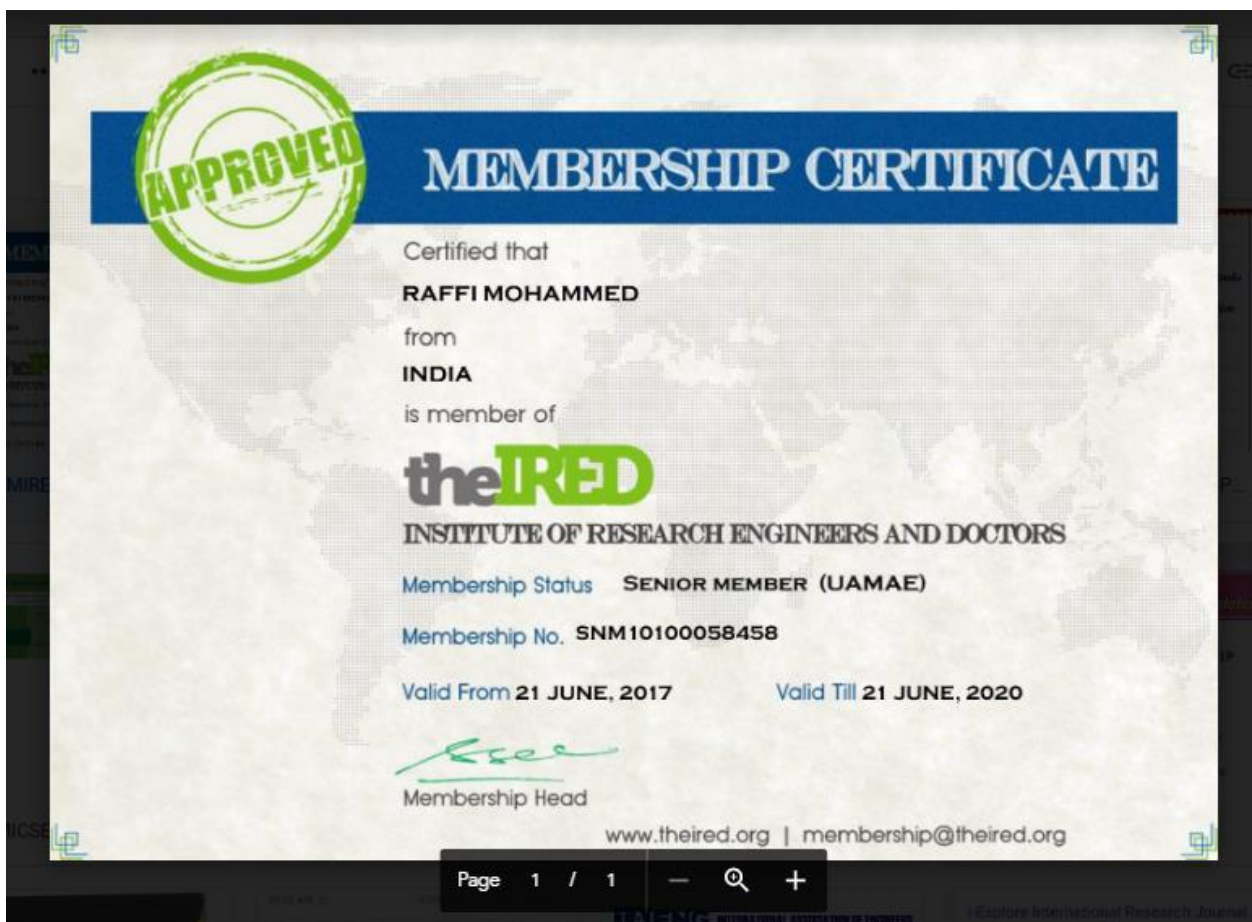 APPROVED
MEMBERSHIP CERTIFICATE
Certified that
RAFFI MOHAMMED
from
INDIA
is member of
theIRED
INSTITUTE OF RESEARCH ENGINEERS AND DOCTORS
Membership Status SENIOR MEMBER (UAMAE)
Membership No. SNM10100058458
Valid From 21 JUNE, 2017 Valid Till 21 JUNE, 2020
Membership Head
www.theired.org | membership@theired.org
Page 1 / 1